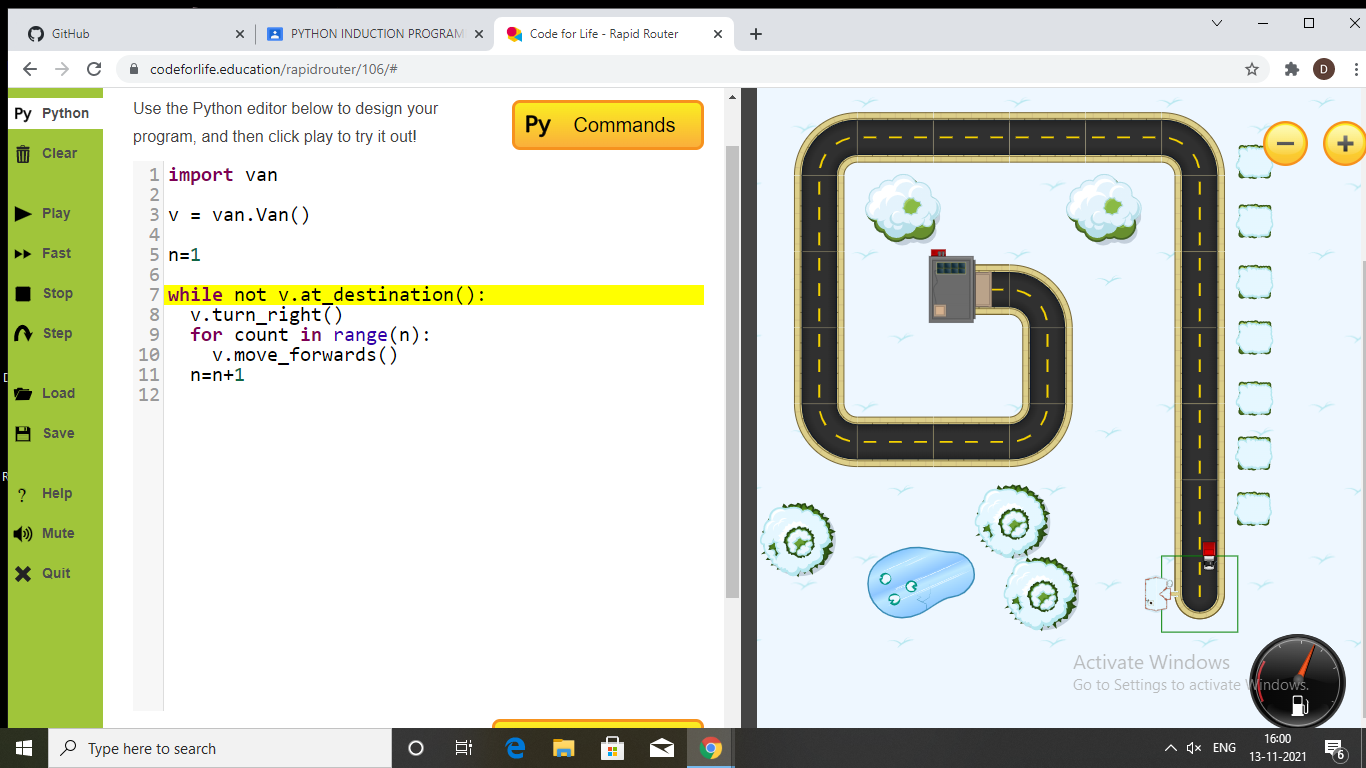 GitHub
PYTHON INDUCTION PROGRAM
Code for Life - Rapid Router
codeforlife.education/rapidrouter/106/#
D
Py Python
Clear
Play
Fast
Stop
Step
Load
Save
? Help
Mute
Quit
Use the Python editor below to design your
program, and then click play to try it out!
Py Commands
1 import van
2
3 v = van.Van()
4
5 n=1
6
7 while not v.at_destination():
8 v.turn_right()
9 for count in range(n):
10 v.move_forwards()
11 n=n+1
12
Activate Windows
Go to Settings to activate Windows.
Type here to search
ENG
16:00
13-11-2021
6